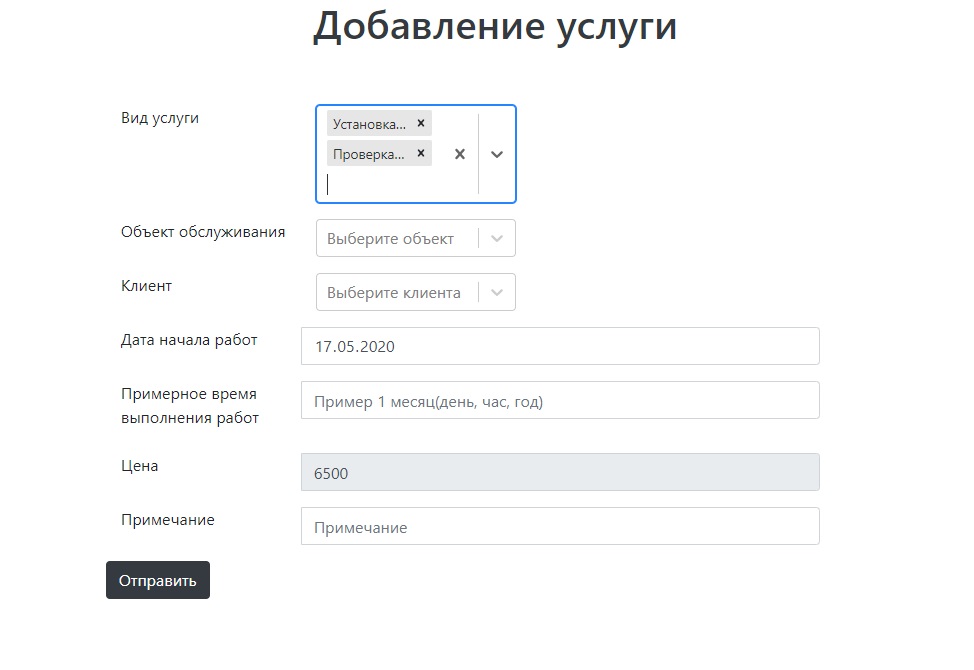 Добавление услуги
Вид услуги
Установка...
Проверка...
Объект обслуживания
Выберите объект
Клиент
Выберите клиента
Дата начала работ
17.05.2020
Примерное время
выполнения работ
Пример 1 месяц(день, час, год)
Цена
6500
Примечание
Примечание
Отправить